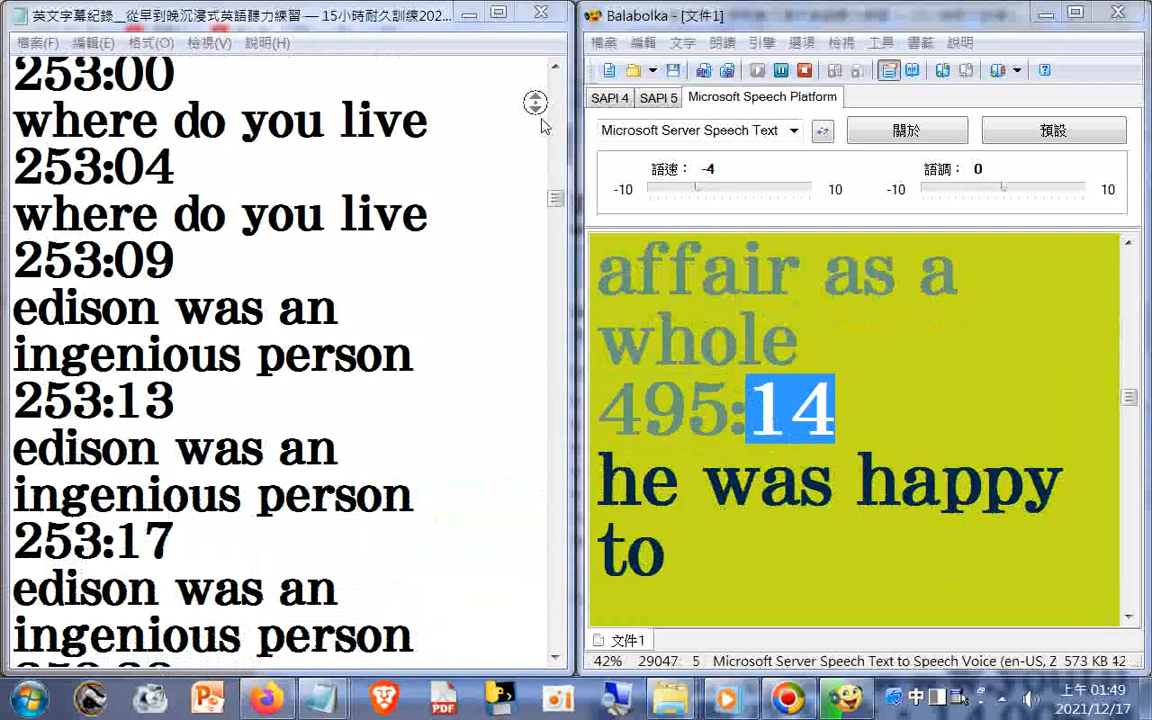 英文字幕紀錄__從早到晚沉浸式英語聽力練習 — 15小時耐久訓練202...
檔案(F) 編輯(E) 格式(O) 檢視(V) 說明(H)
253:00
where do you live
253:04
where do you live
253:09
edison was an
ingenious person
253:13
edison was an
ingenious person
253:17
edison was an
ingenious person
Balabolka - [文件1]
檔案 編輯 文字 朗讀 引擎 選項 檢視 工具 書籤 說明
SAPI 4 SAPI 5 Microsoft Speech Platform
Microsoft Server Speech Text 關於 預設
語速： -4 語調： 0
-10 10 -10 10
affair as a
whole
495:14
he was happy
to
文件1
42% 29047: 5 Microsoft Server Speech Text to Speech Voice (en-US, Z 573 KB 42
PDF
中
上午 01:49
2021/12/17